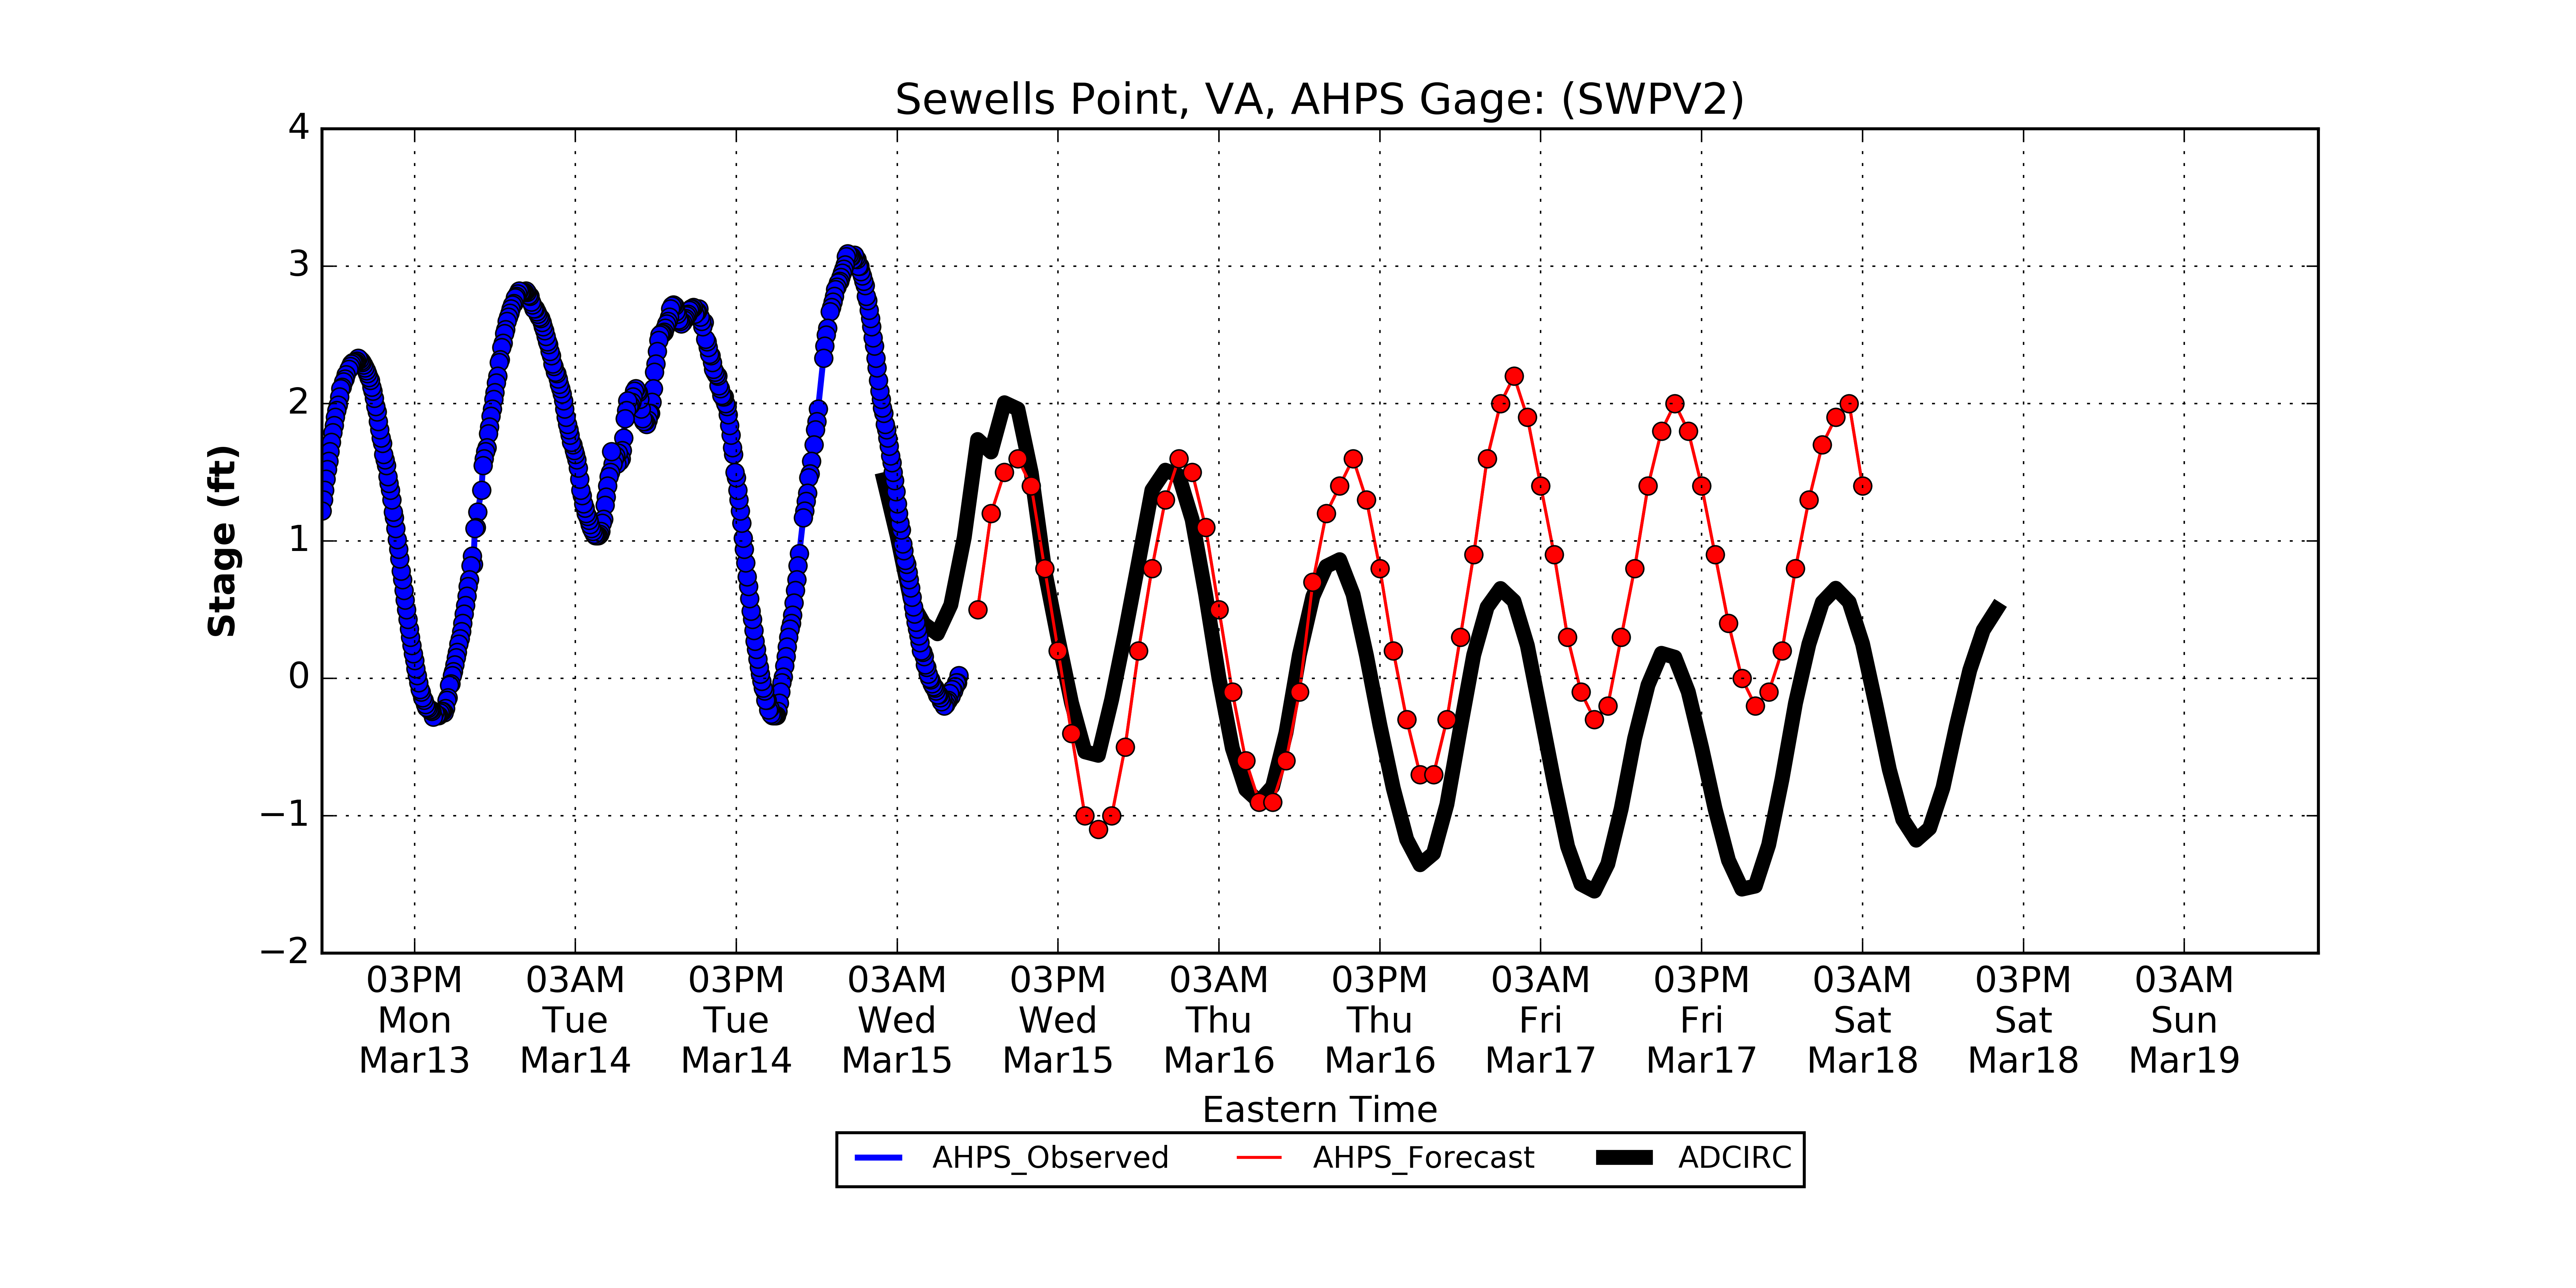 Sewells Point, VA, AHPS Gage: (SWPV2)
4
3
2
1
0
−1
−2
Stage (ft)
03PM 03AM 03PM 03AM 03PM 03AM 03PM 03AM 03PM 03AM 03PM 03AM
Mon Tue Tue Wed Wed Thu Thu Fri Fri Sat Sat Sun
Mar13 Mar14 Mar14 Mar15 Mar15 Mar16 Mar16 Mar17 Mar17 Mar18 Mar18 Mar19
Eastern Time
AHPS_Observed AHPS_Forecast ADCIRC